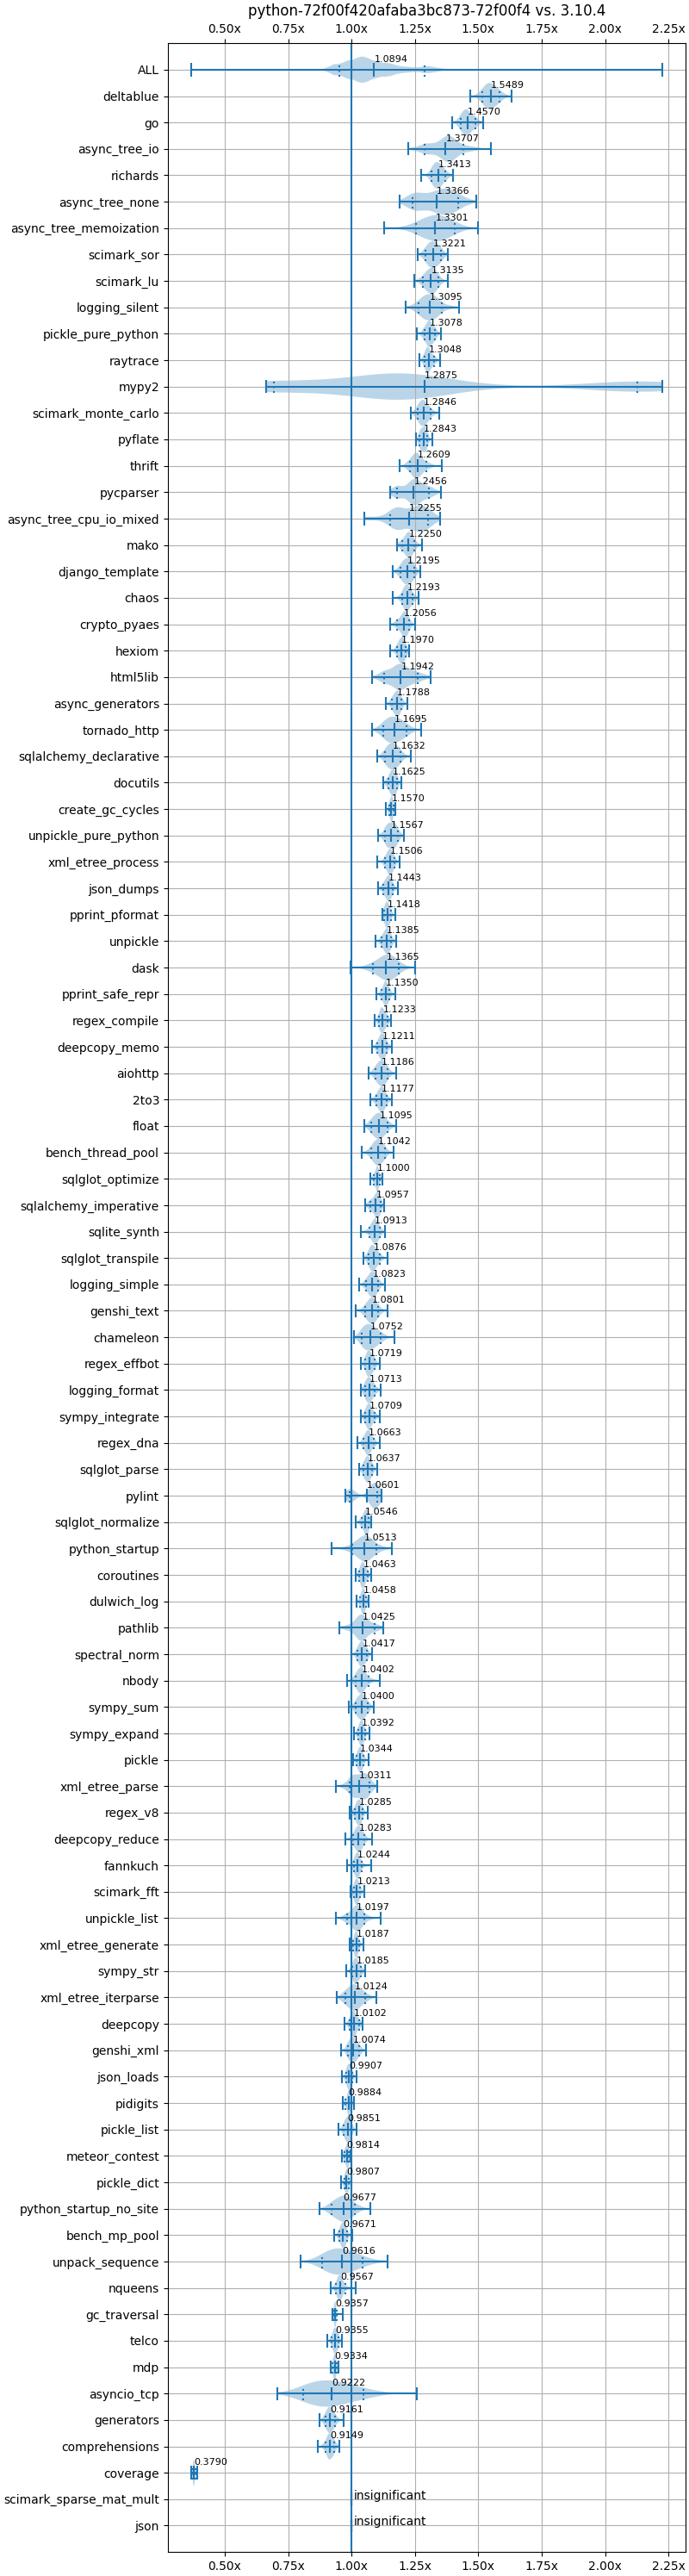 python-72f00f420afaba3bc873-72f00f4 vs. 3.10.4
0.50x 0.75x 1.00x 1.25x 1.50x 1.75x 2.00x 2.25x
ALL 1.0894
deltablue 1.5489
go 1.4570
async_tree_io 1.3707
richards 1.3413
async_tree_none 1.3366
async_tree_memoization 1.3301
scimark_sor 1.3221
scimark_lu 1.3135
logging_silent 1.3095
pickle_pure_python 1.3078
raytrace 1.3048
mypy2 1.2875
scimark_monte_carlo 1.2846
pyflate 1.2843
thrift 1.2609
pycparser 1.2456
async_tree_cpu_io_mixed 1.2255
mako 1.2250
django_template 1.2195
chaos 1.2193
crypto_pyaes 1.2056
hexiom 1.1970
html5lib 1.1942
async_generators 1.1788
tornado_http 1.1695
sqlalchemy_declarative 1.1632
docutils 1.1625
create_gc_cycles 1.1570
unpickle_pure_python 1.1567
xml_etree_process 1.1506
json_dumps 1.1443
pprint_pformat 1.1418
unpickle 1.1385
dask 1.1365
pprint_safe_repr 1.1350
regex_compile 1.1233
deepcopy_memo 1.1211
aiohttp 1.1186
2to3 1.1177
float 1.1095
bench_thread_pool 1.1042
sqlglot_optimize 1.1000
sqlalchemy_imperative 1.0957
sqlite_synth 1.0913
sqlglot_transpile 1.0876
logging_simple 1.0823
genshi_text 1.0801
chameleon 1.0752
regex_effbot 1.0719
logging_format 1.0713
sympy_integrate 1.0709
regex_dna 1.0663
sqlglot_parse 1.0637
pylint 1.0601
sqlglot_normalize 1.0546
python_startup 1.0513
coroutines 1.0463
dulwich_log 1.0458
pathlib 1.0425
spectral_norm 1.0417
nbody 1.0402
sympy_sum 1.0400
sympy_expand 1.0392
pickle 1.0344
xml_etree_parse 1.0311
regex_v8 1.0285
deepcopy_reduce 1.0283
fannkuch 1.0244
scimark_fft 1.0213
unpickle_list 1.0197
xml_etree_generate 1.0187
sympy_str 1.0185
xml_etree_iterparse 1.0124
deepcopy 1.0102
genshi_xml 1.0074
json_loads 0.9907
pidigits 0.9884
pickle_list 0.9851
meteor_contest 0.9814
pickle_dict 0.9807
python_startup_no_site 0.9677
bench_mp_pool 0.9671
unpack_sequence 0.9616
nqueens 0.9567
gc_traversal 0.9357
telco 0.9355
mdp 0.9334
asyncio_tcp 0.9222
generators 0.9161
comprehensions 0.9149
coverage 0.3790
scimark_sparse_mat_mult insignificant
json insignificant
0.50x 0.75x 1.00x 1.25x 1.50x 1.75x 2.00x 2.25x